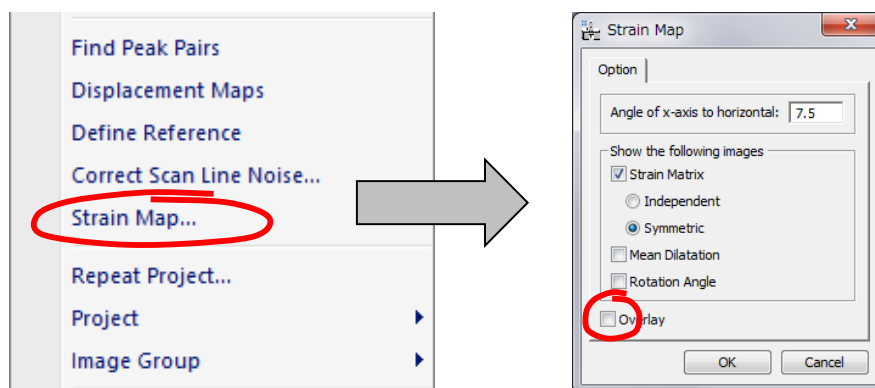 Find Peak Pairs
Displacement Maps
Define Reference
Correct Scan Line Noise...
Strain Map...
Repeat Project...
Project
Image Group
Strain Map
Option
Angle of x-axis to horizontal: 7.5
Show the following images
Strain Matrix
Independent
Symmetric
Mean Dilatation
Rotation Angle
Overlay
OK Cancel